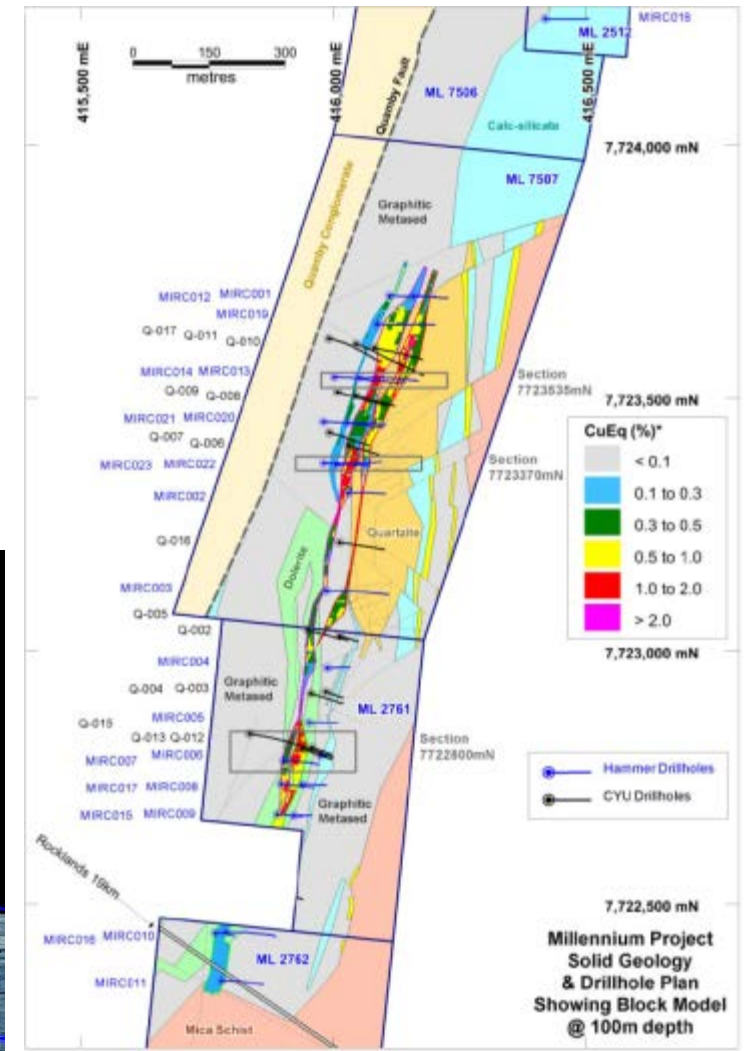 415,500 mE
416,000 mE
416,500 mE
0 150 300
metres
MIRC018
ML 2512
Quamby Fault
ML 7506
Calc-silicate
7,724,000 mN
ML 7507
Graphitic
Metased
Quamby Conglomerate
MIRC012 MIRC001
MIRC019
Q-017 Q-011 Q-010
MIRC014 MIRC013
Q-009 Q-008
MIRC021 MIRC020
Q-007 Q-006
MIRC023 MIRC022
MIRC002
Q-016
MIRC003
Q-005
Q-002
MIRC004
Q-004 Q-003
MIRC005
Q-015
Q-013 Q-012
MIRC007 MIRC006
MIRC017 MIRC008
MIRC015 MIRC009
Section
7723535mN
7,723,500 mN
Section
7723370mN
CuEq (%)*
< 0.1
0.1 to 0.3
0.3 to 0.5
0.5 to 1.0
1.0 to 2.0
> 2.0
Quartzite
Dolerite
7,723,000 mN
Graphitic
Metased
ML 2761
Section
7722800mN
Hammer Drillholes
CYU Drillholes
Graphitic
Metased
Rocklands 19km
7,722,500 mN
MIRC016 MIRC010
MIRC011
ML 2762
Mica Schist
Millennium Project
Solid Geology
& Drillhole Plan
Showing Block Model
@ 100m depth